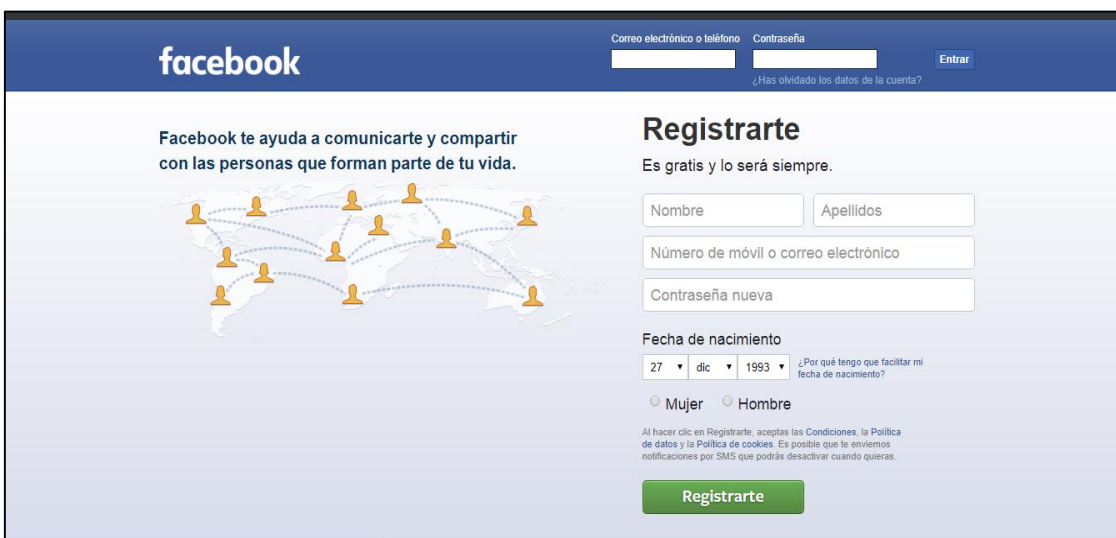 facebook
Correo electrónico o teléfono
Contraseña
Entrar
¿Has olvidado los datos de la cuenta?
Facebook te ayuda a comunicarte y compartir
con las personas que forman parte de tu vida.
Registrarte
Es gratis y lo será siempre.
Nombre
Apellidos
Número de móvil o correo electrónico
Contraseña nueva
Fecha de nacimiento
27 dic 1993
¿Por qué tengo que facilitar mi
fecha de nacimiento?
Mujer Hombre
Al hacer clic en Registrarte, aceptas las Condiciones, la Política
de datos y la Política de cookies. Es posible que te enviemos
notificaciones por SMS que podrás desactivar cuando quieras.
Registrarte